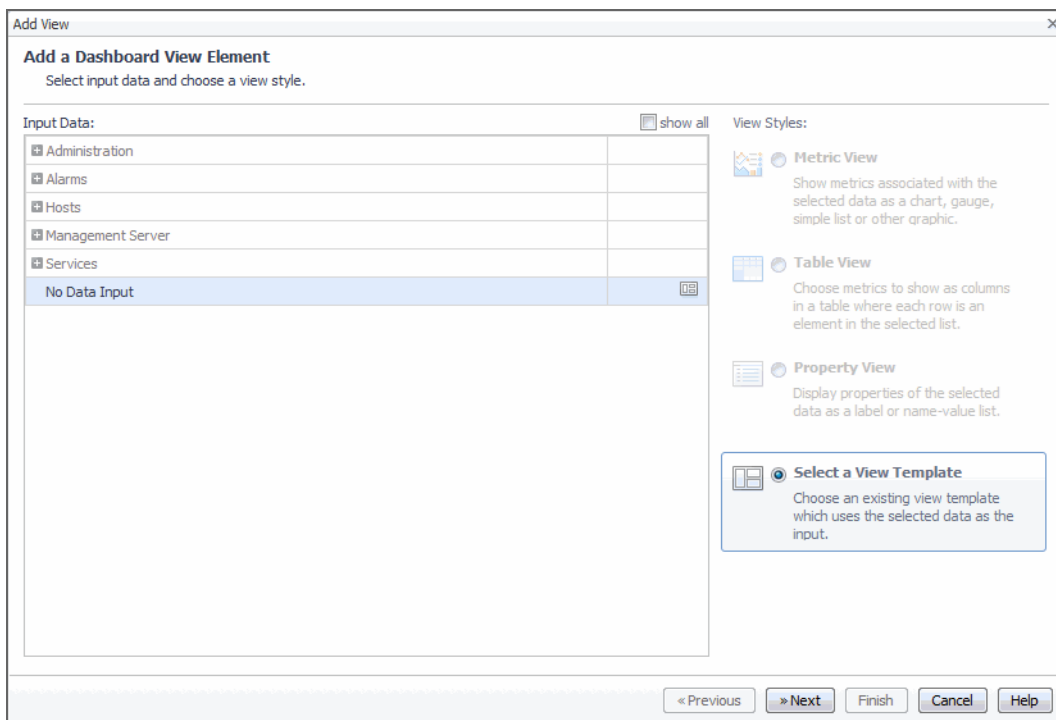 Add View
Add a Dashboard View Element
Select input data and choose a view style.
Input Data:
show all
Administration
Alarms
Hosts
Management Server
Services
No Data Input
View Styles:
Metric View
Show metrics associated with the
selected data as a chart, gauge,
simple list or other graphic.
Table View
Choose metrics to show as columns
in a table where each row is an
element in the selected list.
Property View
Display properties of the selected
data as a label or name-value list.
Select a View Template
Choose an existing view template
which uses the selected data as the
input.
« Previous
» Next
Finish
Cancel
Help